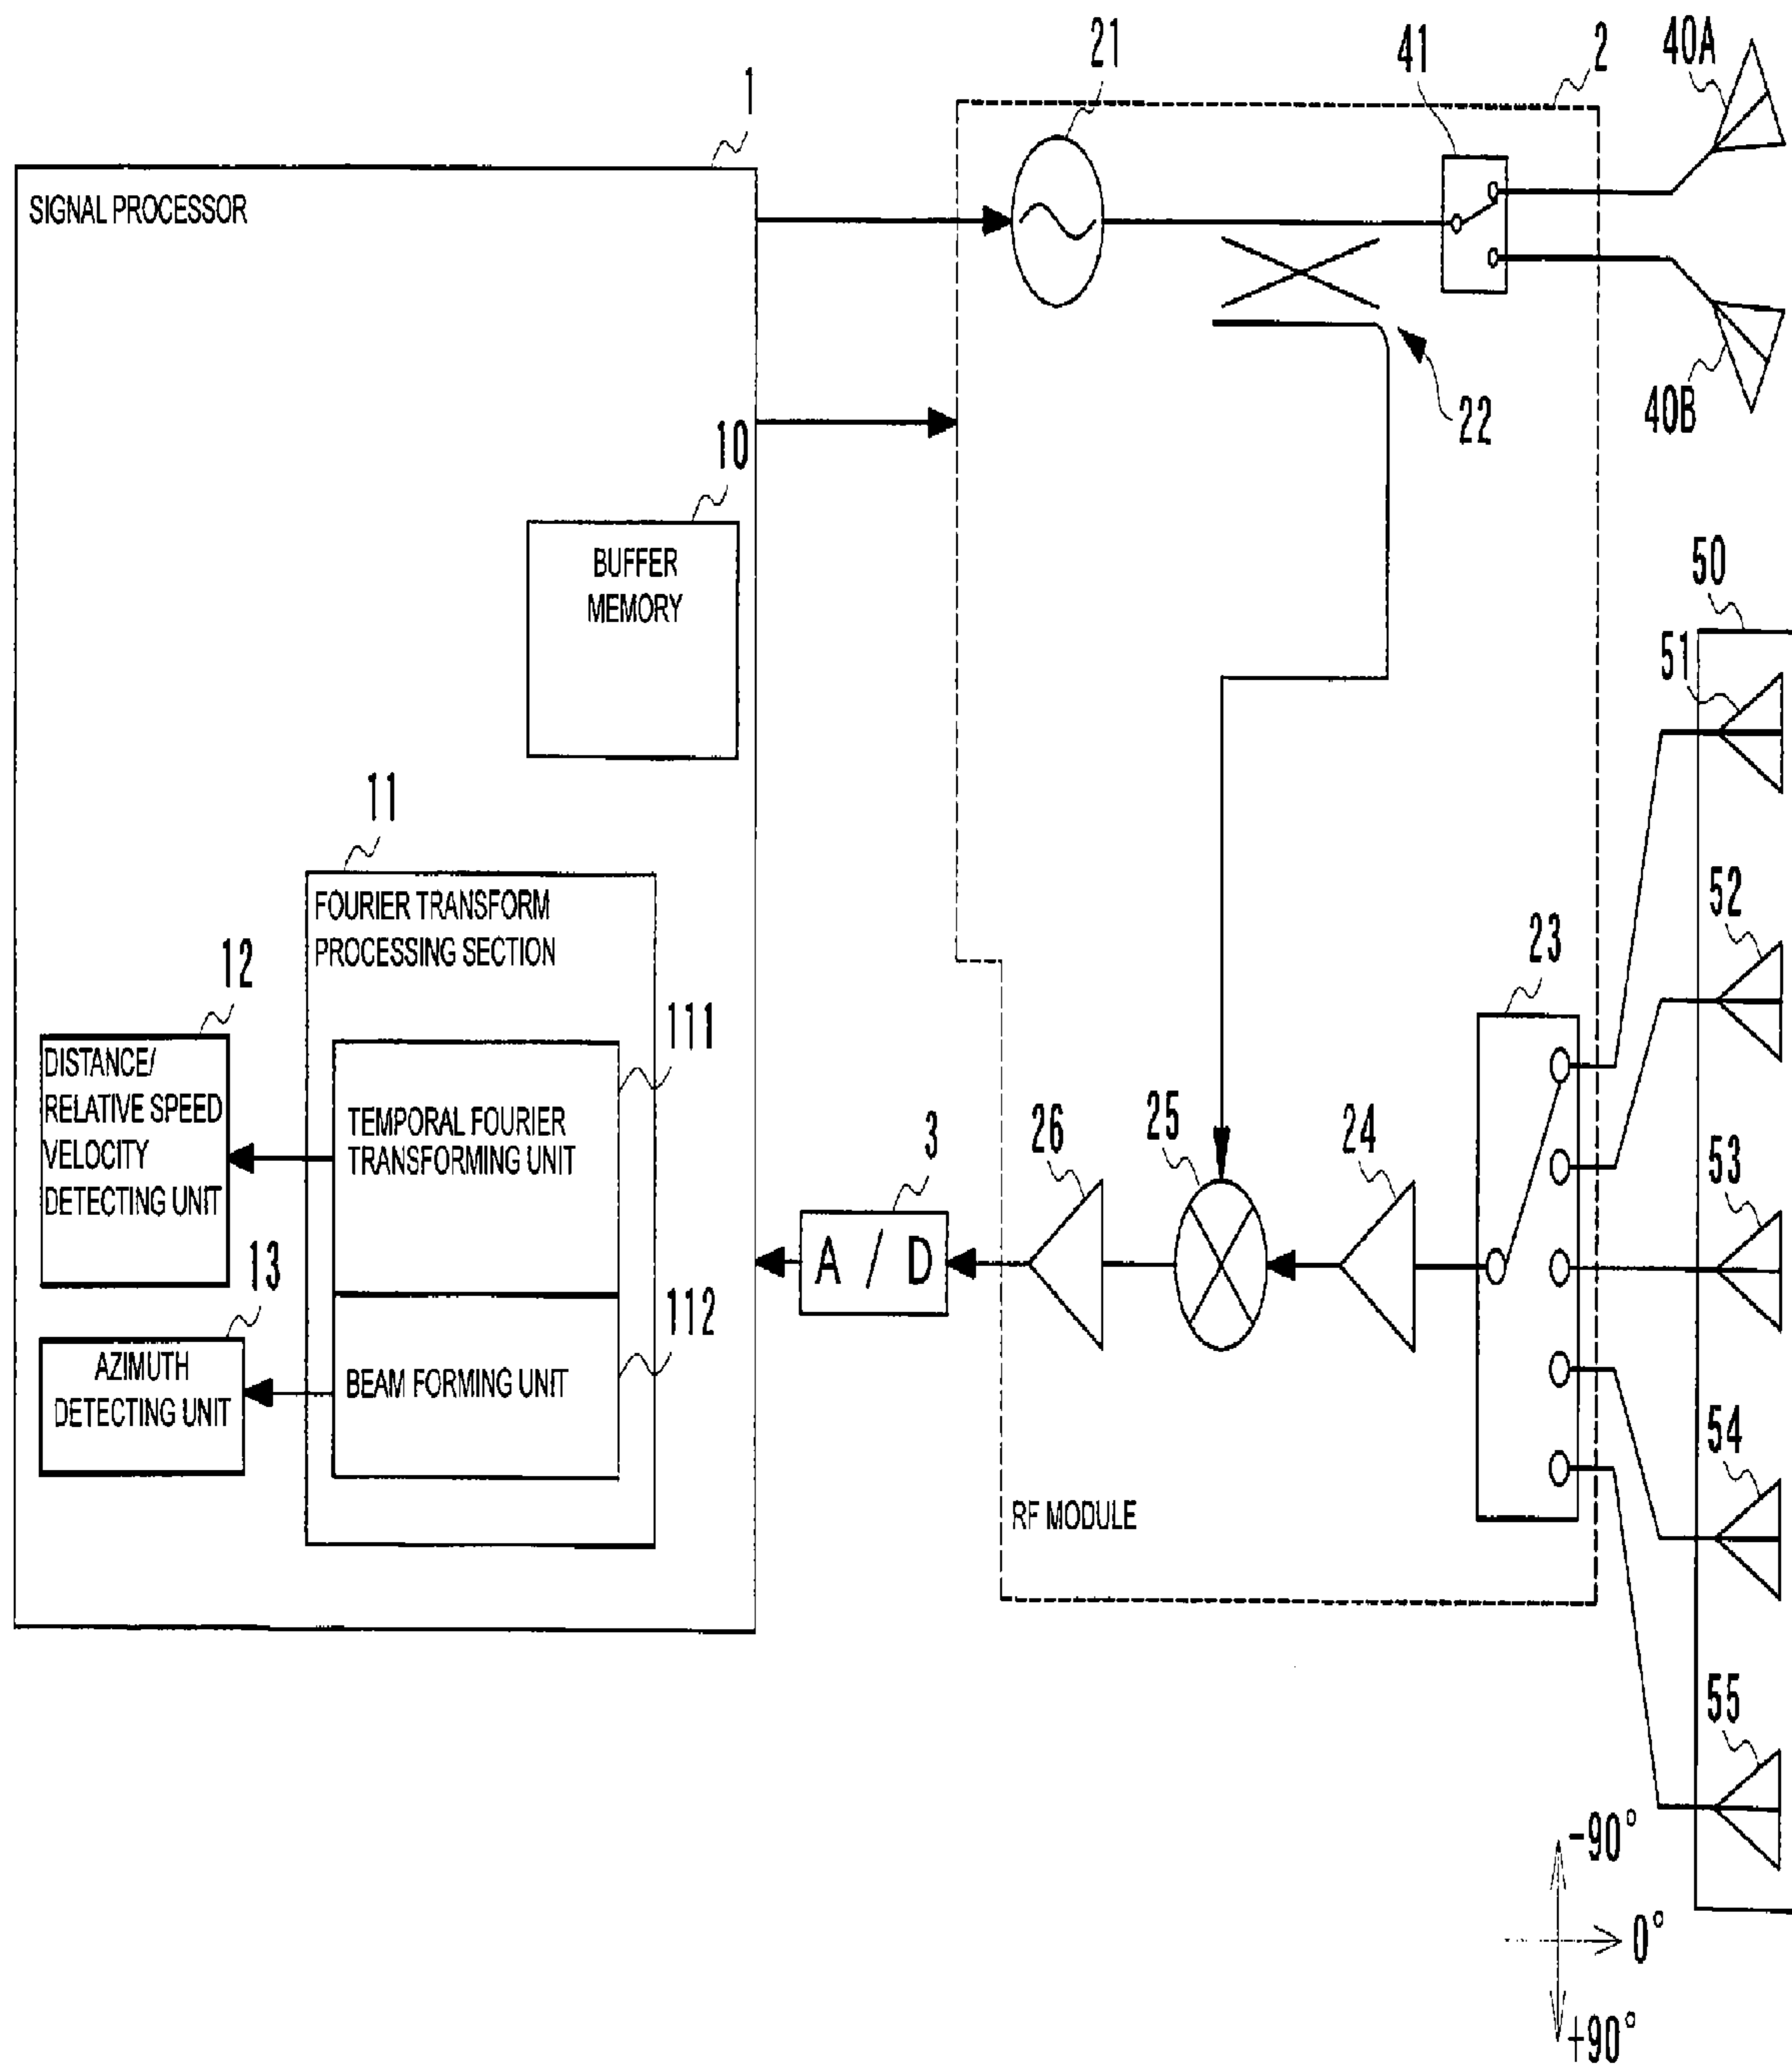 21
41
2
40A
1
SIGNAL PROCESSOR
40B
22
10
BUFFER
MEMORY
50
51
11
FOURIER TRANSFORM
PROCESSING SECTION
52
23
12
111
DISTANCE/
RELATIVE SPEED
VELOCITY
DETECTING UNIT
TEMPORAL FOURIER
TRANSFORMING UNIT
3
26
25
24
53
A / D
13
112
AZIMUTH
DETECTING UNIT
BEAM FORMING UNIT
54
RF MODULE
55
-90°
0°
+90°